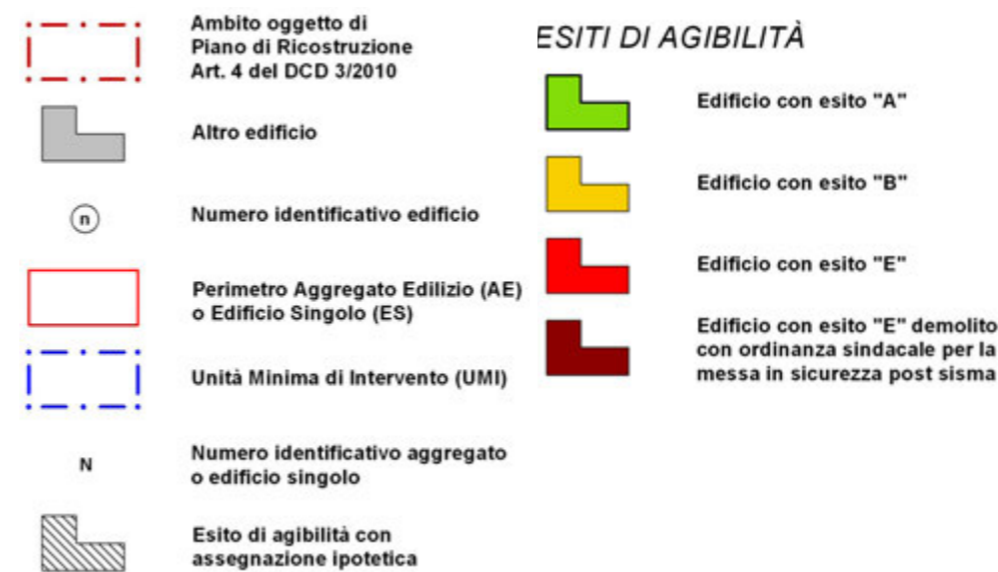 Ambito oggetto di
Piano di Ricostruzione
Art. 4 del DCD 3/2010
Altro edificio
n
Numero identificativo edificio
Perimetro Aggregato Edilizio (AE)
o Edificio Singolo (ES)
Unità Minima di Intervento (UMI)
N
Numero identificativo aggregato
o edificio singolo
Esito di agibilità con
assegnazione ipotetica
ESITI DI AGIBILITÀ
Edificio con esito "A"
Edificio con esito "B"
Edificio con esito "E"
Edificio con esito "E" demolito
con ordinanza sindacale per la
messa in sicurezza post sisma